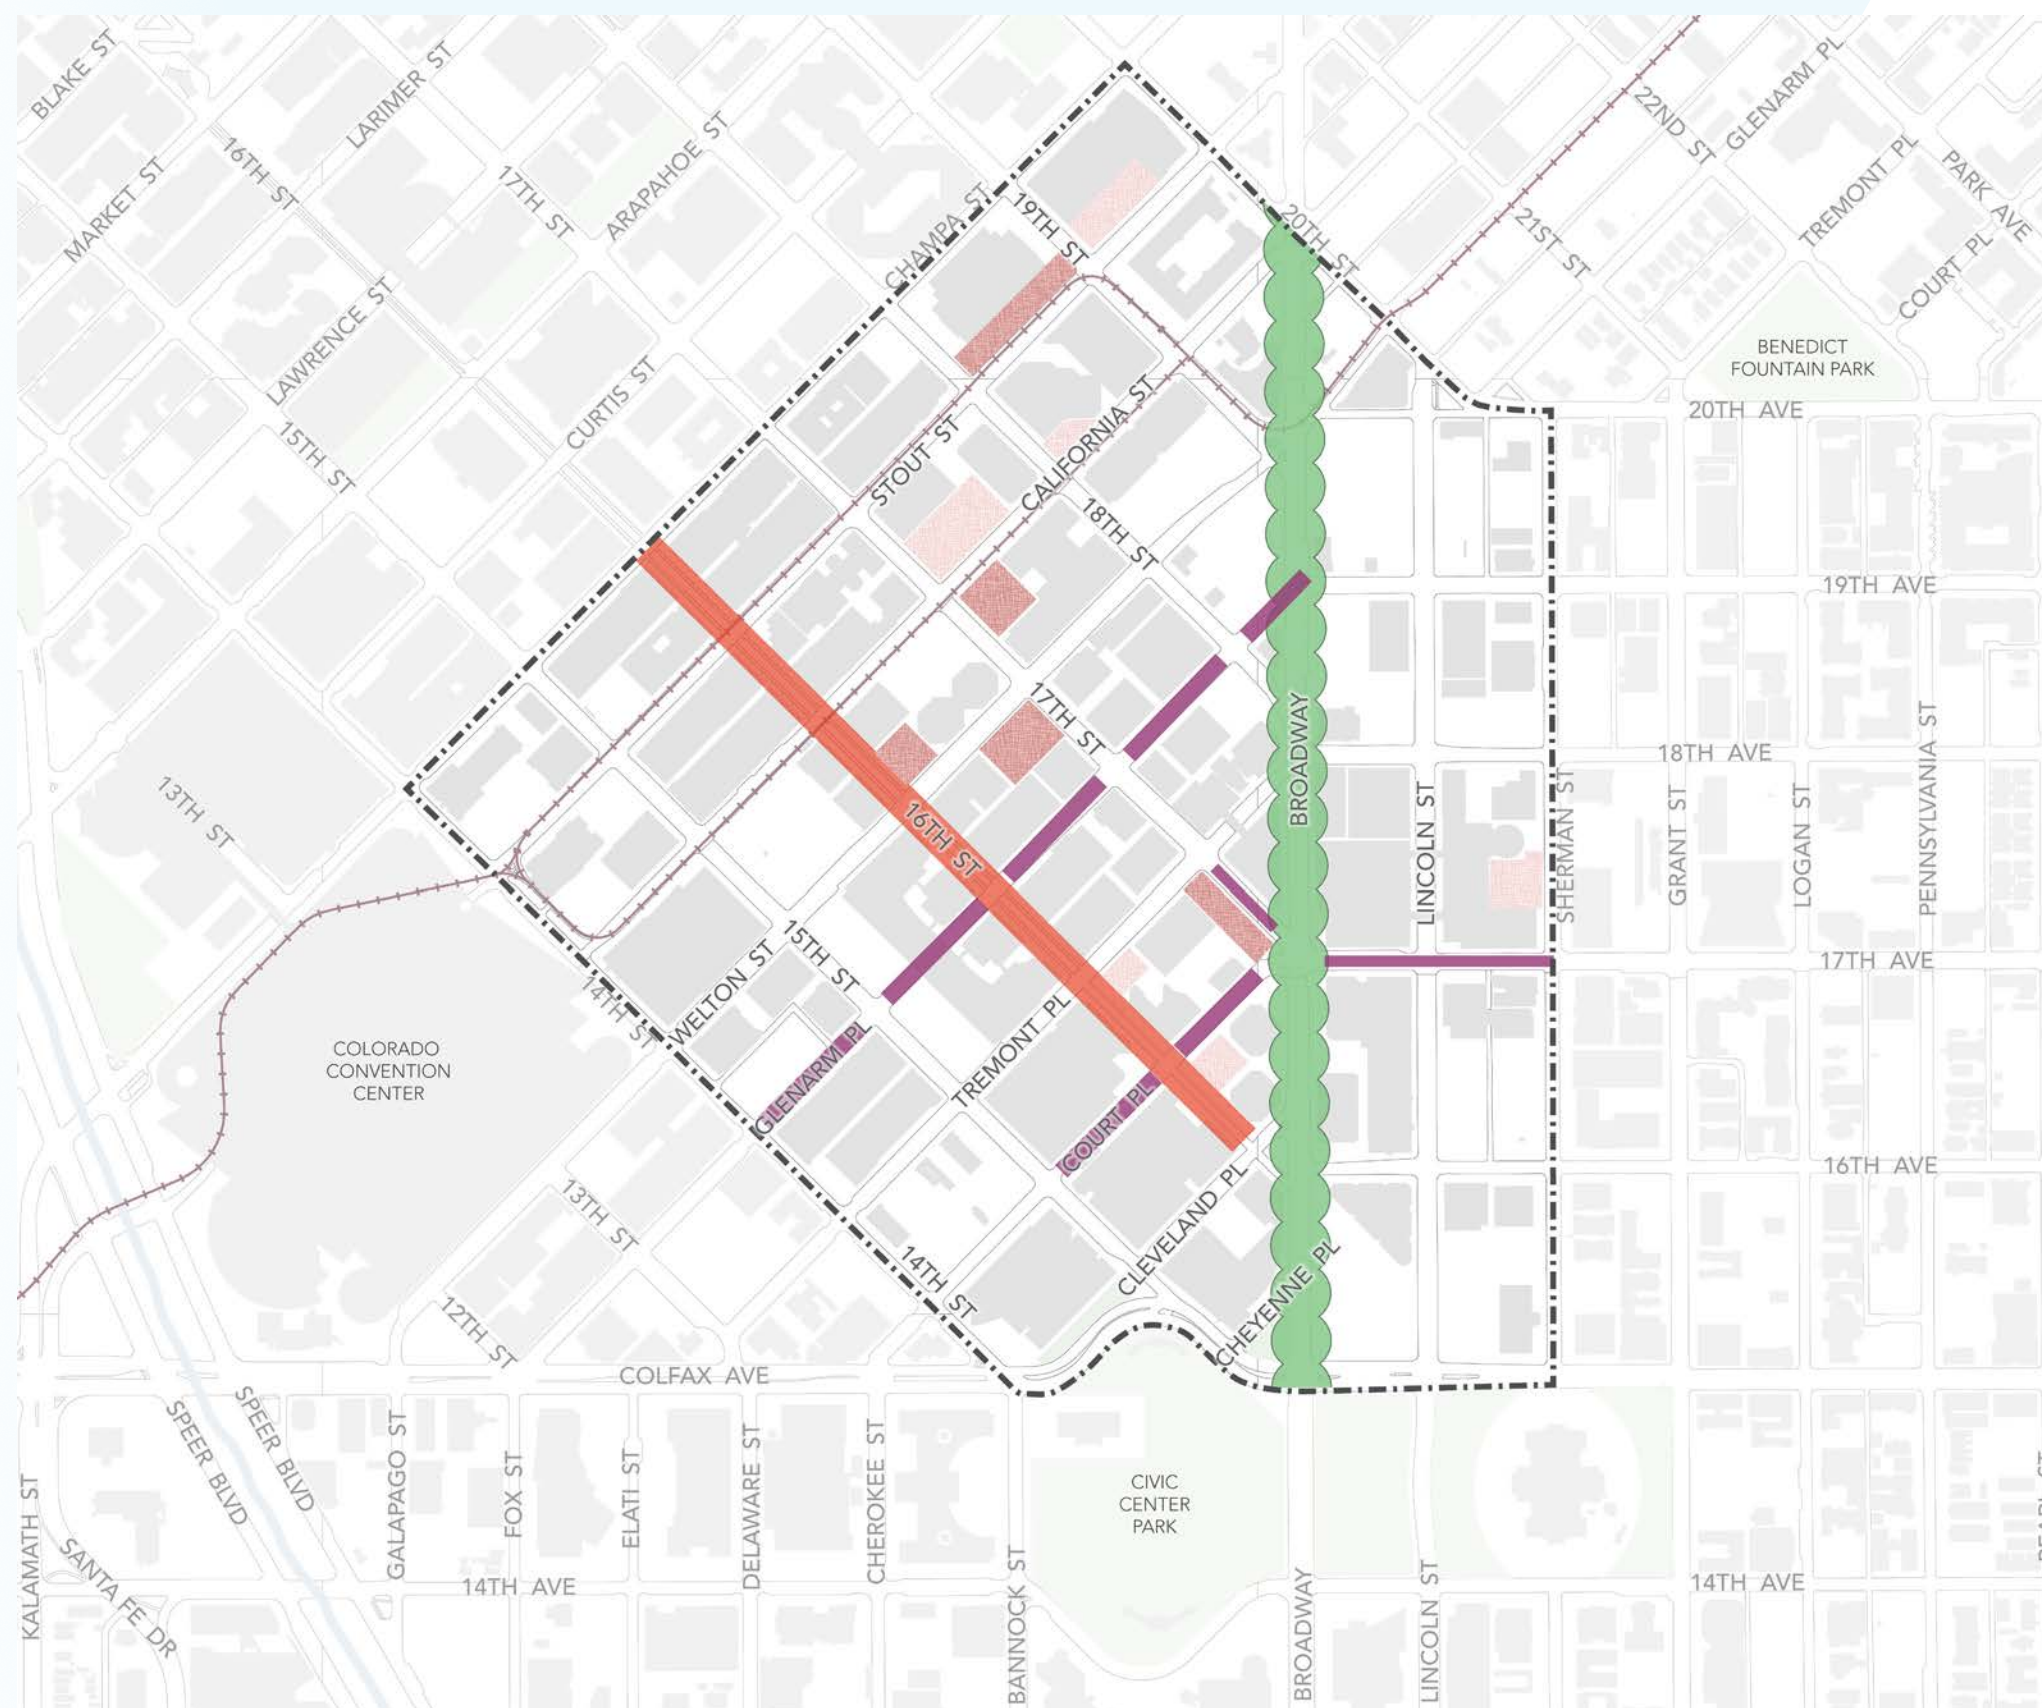 BLAKE ST
LARIMER ST
MARKET ST
16TH ST
17TH ST
ARAPAHOE ST
CHAMPA ST
19TH ST
20TH ST
22ND ST
GLENARM PL
TREMONT PL
PARK AVE
COURT PL
21ST ST
LAWRENCE ST
CURTIS ST
15TH ST
STOUT ST
CALIFORNIA ST
18TH ST
BENEDICT
FOUNTAIN PARK
20TH AVE
19TH AVE
17TH ST
BROADWAY
18TH AVE
LINCOLN ST
SHERMAN ST
GRANT ST
LOGAN ST
PENNSYLVANIA ST
13TH ST
16TH ST
15TH ST
WELTON ST
14TH ST
17TH AVE
COLORADO
CONVENTION
CENTER
GLENARM PL
TREMONT PL
COURT PL
CLEVELAND PL
CHEYENNE PL
16TH AVE
13TH ST
14TH ST
12TH ST
COLFAX AVE
SPEER BLVD
SPEER BLVD
GALAPAGO ST
FOX ST
ELATI ST
DELAWARE ST
CHEROKEE ST
CIVIC
CENTER
PARK
KALAMATH ST
SANTA FE DR
14TH AVE
BANNOCK ST
BROADWAY
LINCOLN ST
14TH AVE